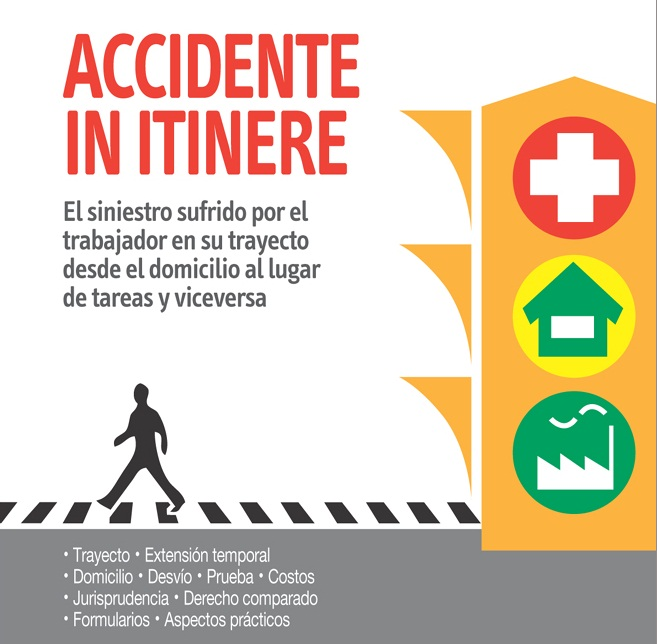 ACCIDENTE
IN ITINERE
El siniestro sufrido por el
trabajador en su trayecto
desde el domicilio al lugar
de tareas y viceversa
• Trayecto • Extensión temporal
• Domicilio • Desvío • Prueba • Costos
• Jurisprudencia • Derecho comparado
• Formularios • Aspectos prácticos